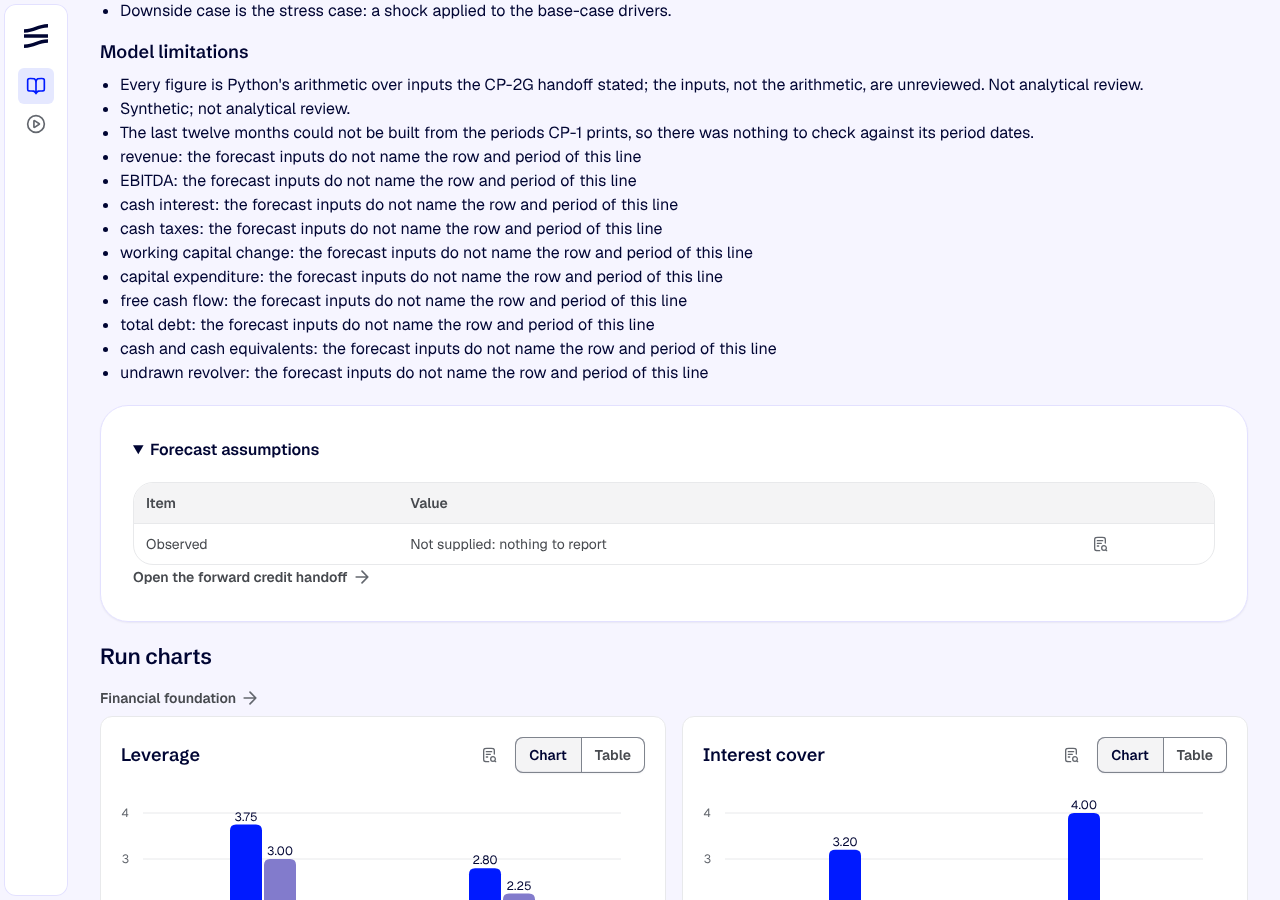 Downside case is the stress case: a shock applied to the base-case drivers.
Model limitations
Every figure is Python's arithmetic over inputs the CP-2G handoff stated; the inputs, not the arithmetic, are unreviewed. Not analytical review.
Synthetic; not analytical review.
The last twelve months could not be built from the periods CP-1 prints, so there was nothing to check against its period dates.
revenue: the forecast inputs do not name the row and period of this line
EBITDA: the forecast inputs do not name the row and period of this line
cash interest: the forecast inputs do not name the row and period of this line
cash taxes: the forecast inputs do not name the row and period of this line
working capital change: the forecast inputs do not name the row and period of this line
capital expenditure: the forecast inputs do not name the row and period of this line
free cash flow: the forecast inputs do not name the row and period of this line
total debt: the forecast inputs do not name the row and period of this line
cash and cash equivalents: the forecast inputs do not name the row and period of this line
undrawn revolver: the forecast inputs do not name the row and period of this line
Forecast assumptions
Item Value
Observed Not supplied: nothing to report
Open the forward credit handoff
Run charts
Financial foundation
Leverage Chart Table
4
3.75
3
3.00
2.80
2.25
Interest cover Chart Table
4
4.00
3.20
3